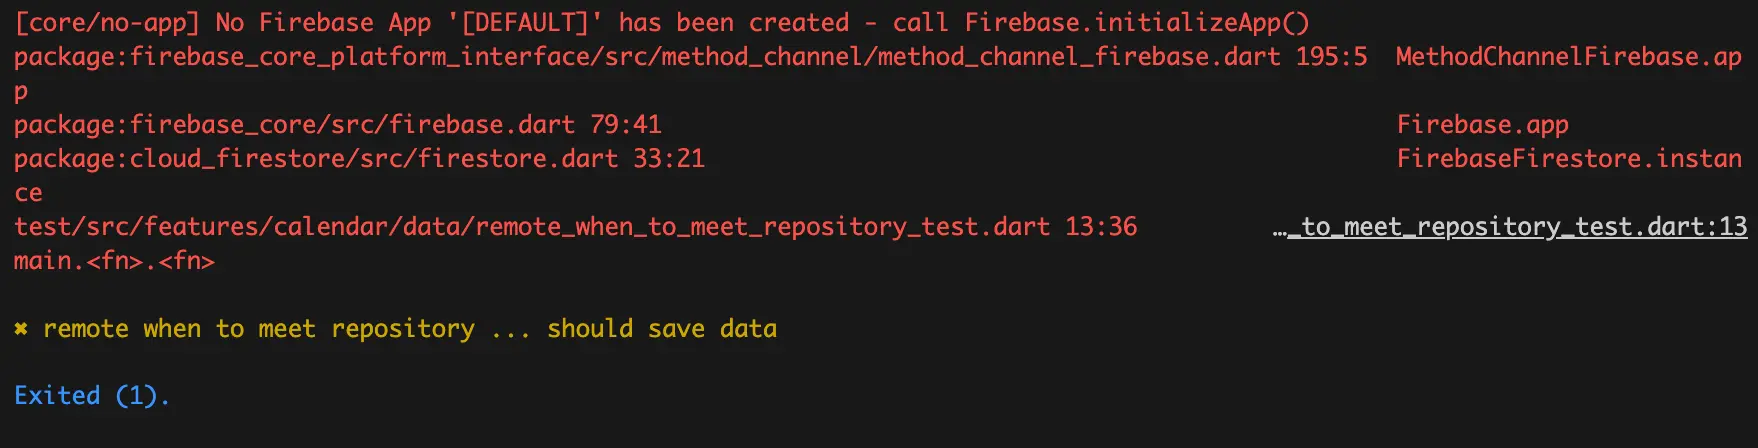 [core/no-app] No Firebase App '[DEFAULT]' has been created - call Firebase.initializeApp()
package:firebase_core_platform_interface/src/method_channel/method_channel_firebase.dart 195:5  MethodChannelFirebase.ap
p
package:firebase_core/src/firebase.dart 79:41  Firebase.app
package:cloud_firestore/src/firestore.dart 33:21  FirebaseFirestore.instan
ce
test/src/features/calendar/data/remote_when_to_meet_repository_test.dart 13:36  …_to_meet_repository_test.dart:13
main.<fn>.<fn>
✖ remote when to meet repository ... should save data
Exited (1).